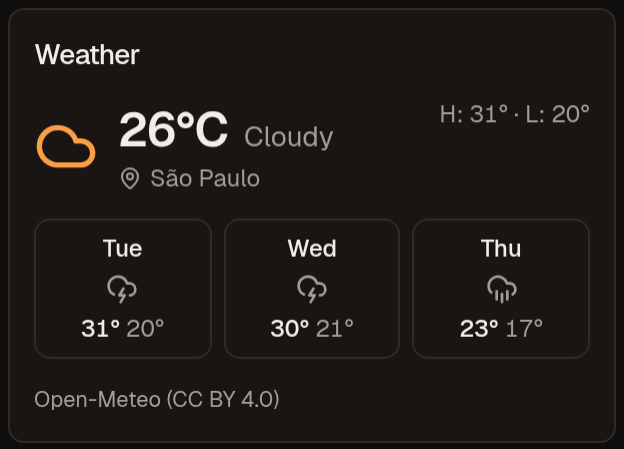 Weather
26°C Cloudy
H: 31° · L: 20°
São Paulo
Tue
31° 20°
Wed
30° 21°
Thu
23° 17°
Open-Meteo (CC BY 4.0)